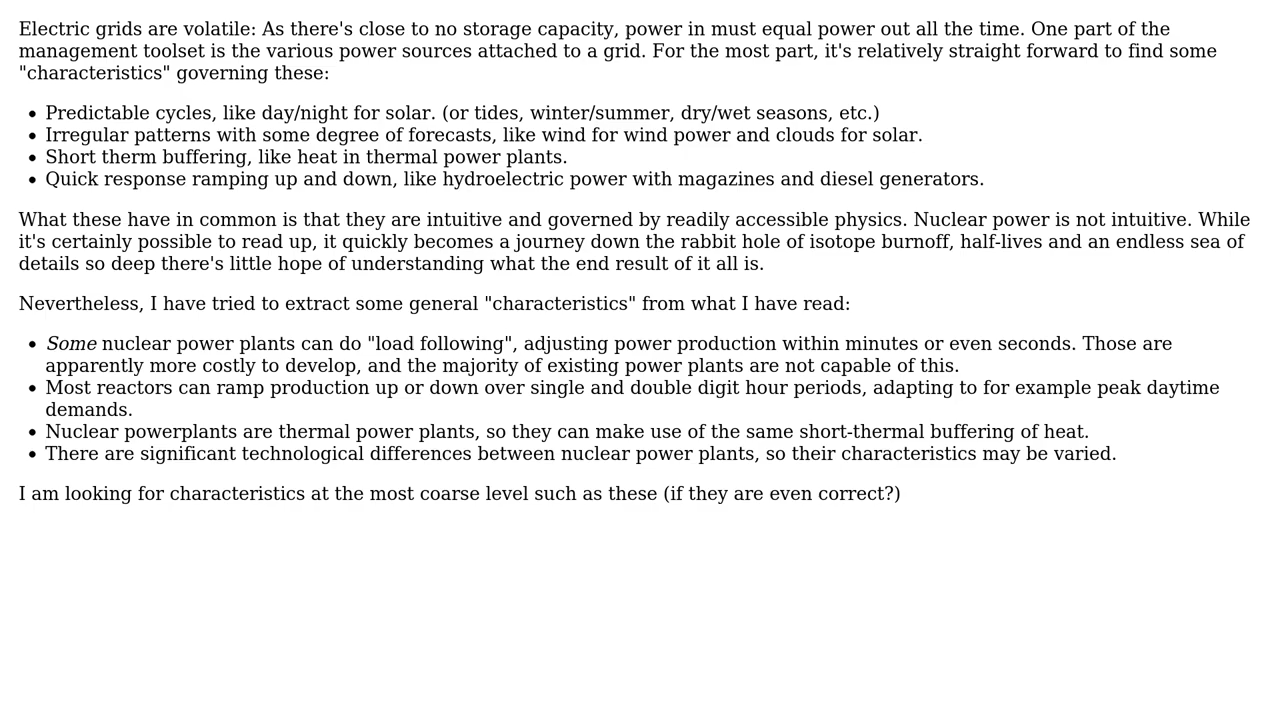 Electric grids are volatile: As there's close to no storage capacity, power in must equal power out all the time. One part of the
management toolset is the various power sources attached to a grid. For the most part, it's relatively straight forward to find some
"characteristics" governing these:
• Predictable cycles, like day/night for solar. (or tides, winter/summer, dry/wet seasons, etc.)
• Irregular patterns with some degree of forecasts, like wind for wind power and clouds for solar.
• Short therm buffering, like heat in thermal power plants.
• Quick response ramping up and down, like hydroelectric power with magazines and diesel generators.
What these have in common is that they are intuitive and governed by readily accessible physics. Nuclear power is not intuitive. While
it's certainly possible to read up, it quickly becomes a journey down the rabbit hole of isotope burnoff, half-lives and an endless sea of
details so deep there's little hope of understanding what the end result of it all is.
Nevertheless, I have tried to extract some general "characteristics" from what I have read:
• Some nuclear power plants can do "load following", adjusting power production within minutes or even seconds. Those are
apparently more costly to develop, and the majority of existing power plants are not capable of this.
• Most reactors can ramp production up or down over single and double digit hour periods, adapting to for example peak daytime
demands.
• Nuclear powerplants are thermal power plants, so they can make use of the same short-thermal buffering of heat.
• There are significant technological differences between nuclear power plants, so their characteristics may be varied.
I am looking for characteristics at the most coarse level such as these (if they are even correct?)